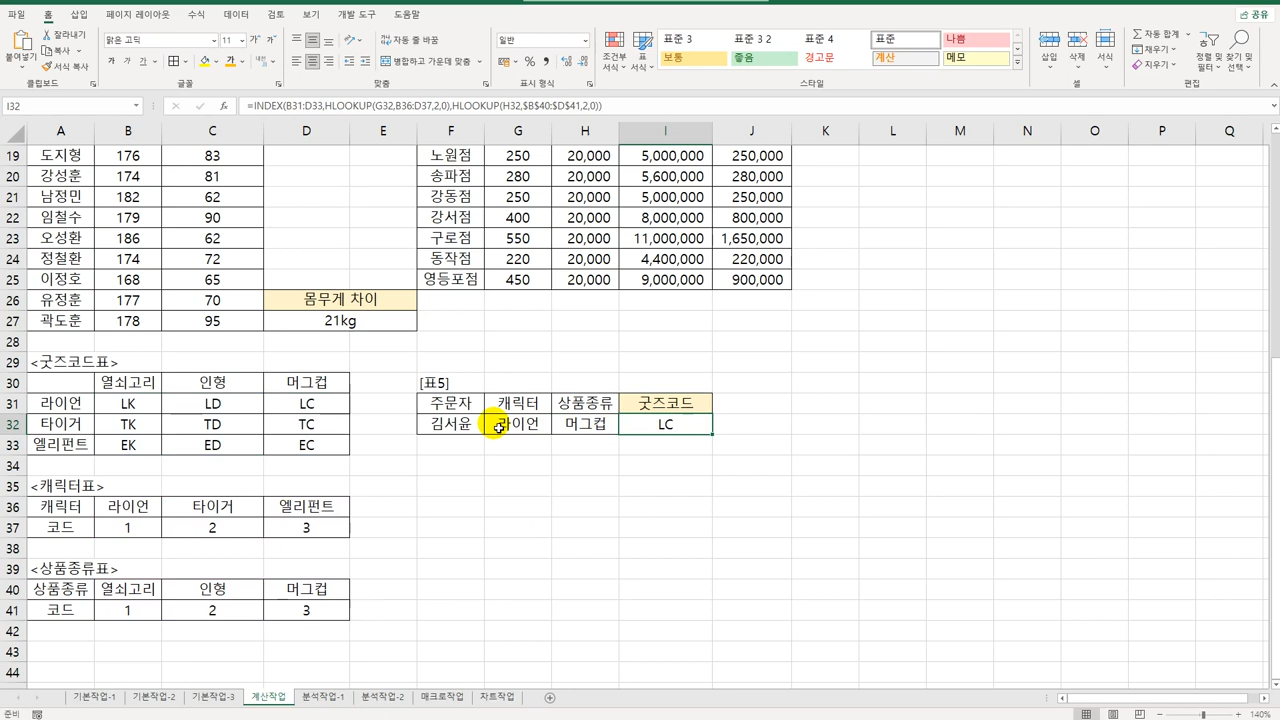 파일 홈 삽입 페이지 레이아웃 수식 데이터 검토 보기 개발 도구 도움말 공유
잘라내기 맑은 고딕 11 가 가 자동 줄 바꿈 일반 표준 3 표준 3 2 표준 4 표준 나쁨 자동 합계
붙여넣기 복사 채우기
서식 복사 가 가 가 병합하고 가운데 맞춤 % 조건부 서식 표 서식 보통 좋음 경고문 계산 메모 삽입 삭제 서식 지우기 정렬 및 필터 찾기 및 선택
클립보드 글꼴 맞춤 표시 형식 스타일 셀 편집
I32 fx =INDEX(B31:D33,HLOOKUP(G32,B36:D37,2,0),HLOOKUP(H32,$B$40:$D$41,2,0))
A B C D E F G H I J K L M N O P Q
19 도지형 176 83 노원점 250 20,000 5,000,000 250,000
20 강성훈 174 81 송파점 280 20,000 5,600,000 280,000
21 남정민 182 62 강동점 250 20,000 5,000,000 250,000
22 임철수 179 90 강서점 400 20,000 8,000,000 800,000
23 오성환 186 62 구로점 550 20,000 11,000,000 1,650,000
24 정철환 174 72 동작점 220 20,000 4,400,000 220,000
25 이정호 168 65 영등포점 450 20,000 9,000,000 900,000
26 유정훈 177 70 몸무게 차이
27 곽도훈 178 95 21kg
28
29 <굿즈코드표>
30 열쇠고리 인형 머그컵 [표5]
31 라이언 LK LD LC 주문자 캐릭터 상품종류 굿즈코드
32 타이거 TK TD TC 김서윤 라이언 머그컵 LC
33 엘리펀트 EK ED EC
34
35 <캐릭터표>
36 캐릭터 라이언 타이거 엘리펀트
37 코드 1 2 3
38
39 <상품종류표>
40 상품종류 열쇠고리 인형 머그컵
41 코드 1 2 3
42
43
44
기본작업-1 기본작업-2 기본작업-3 계산작업 분석작업-1 분석작업-2 매크로작업 차트작업
준비 140%